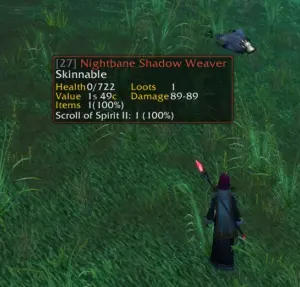 [27] Nightbane Shadow Weaver
Skinnable
Health 0/722 Loots 1
Value 1s 49c Damage 89-89
Items 1(100%)
Scroll of Spirit II: 1 (100%)